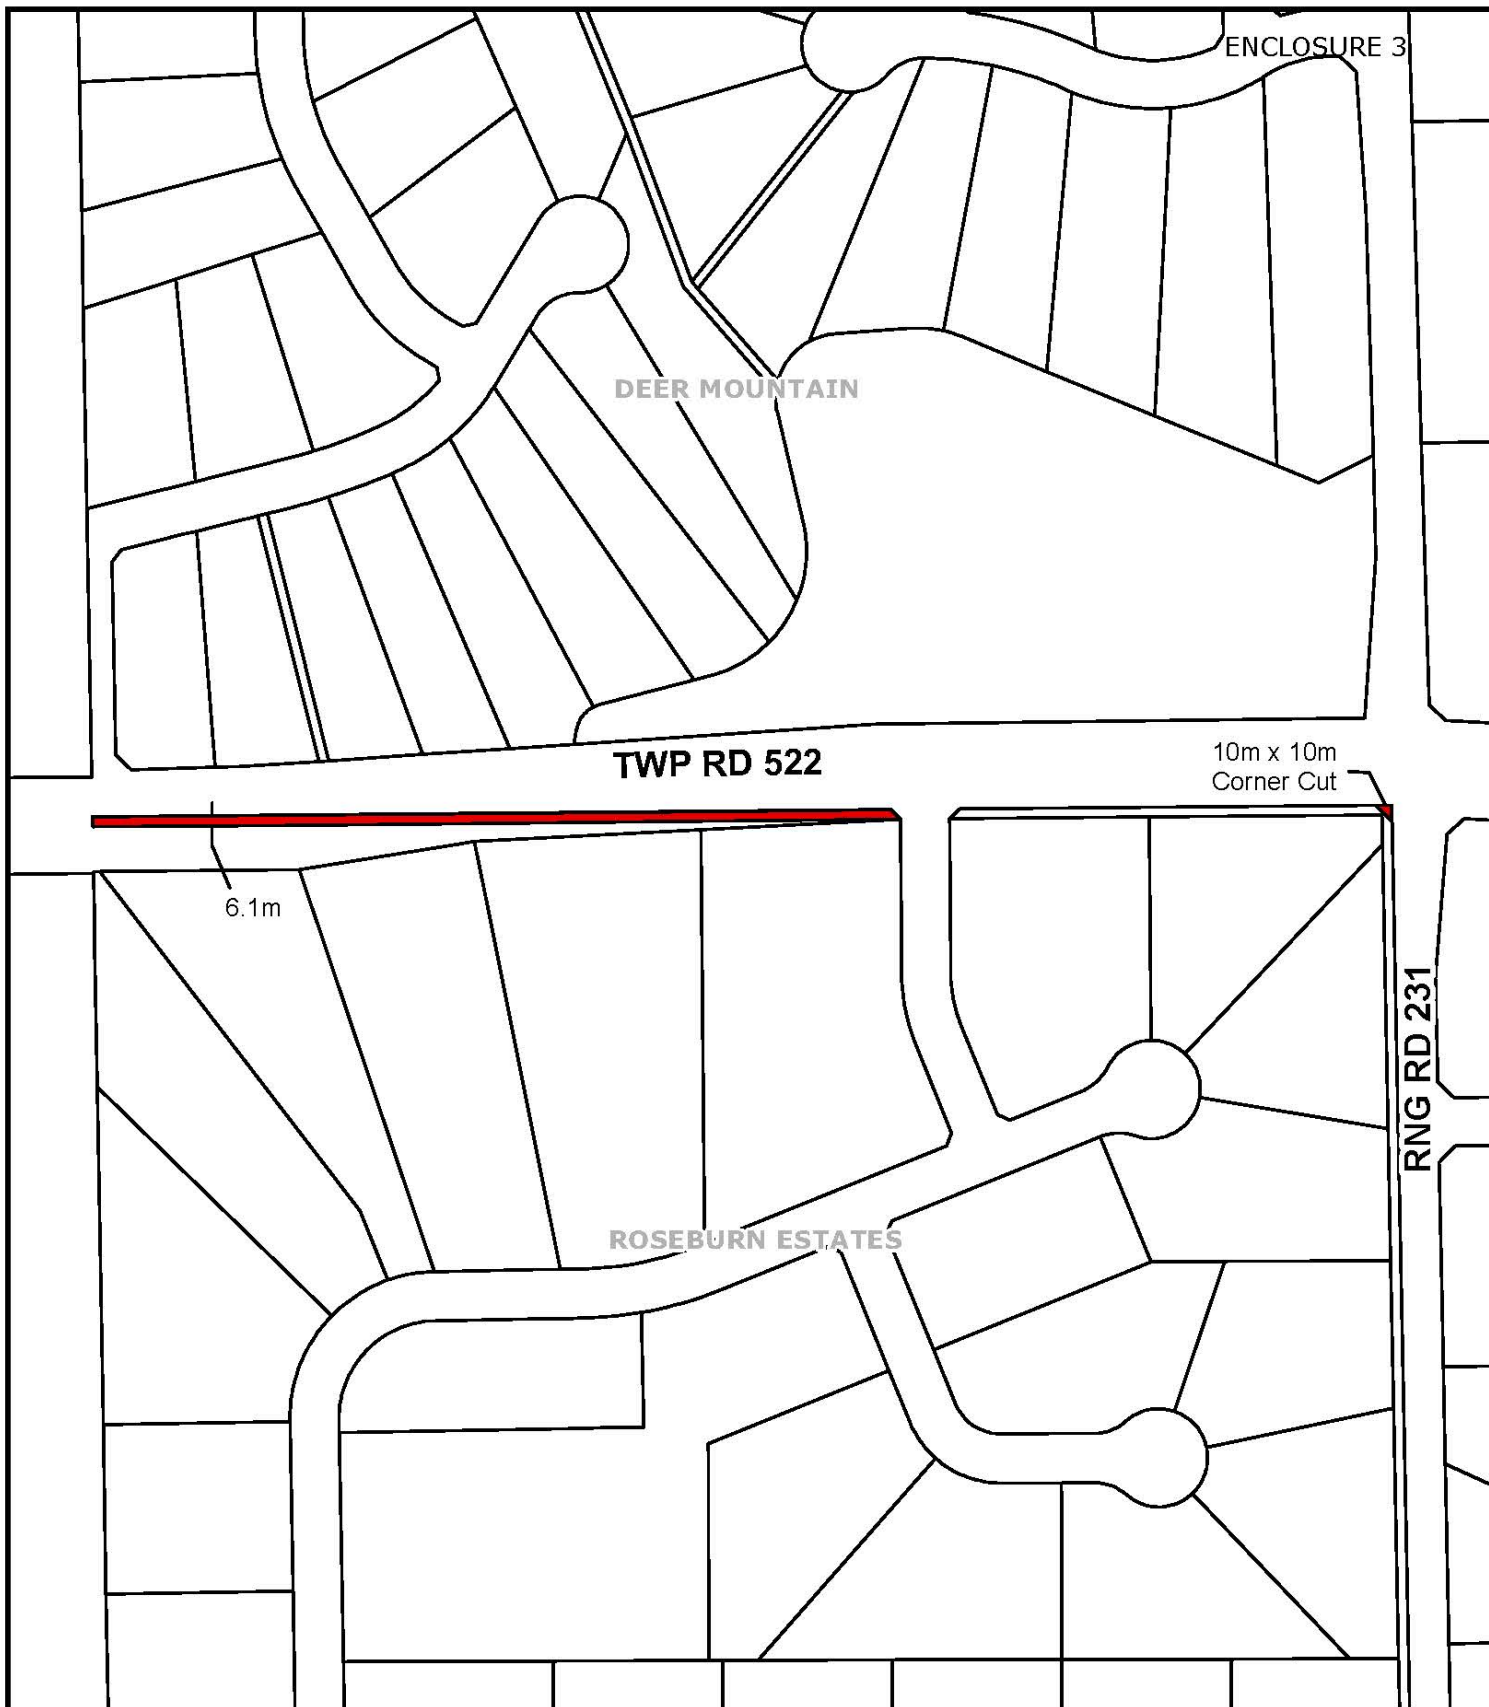 ENCLOSURE 3
DEER MOUNTAIN
TWP RD 522
10m x 10m
Corner Cut
6.1m
RNG RD 231
ROSEBURN ESTATES